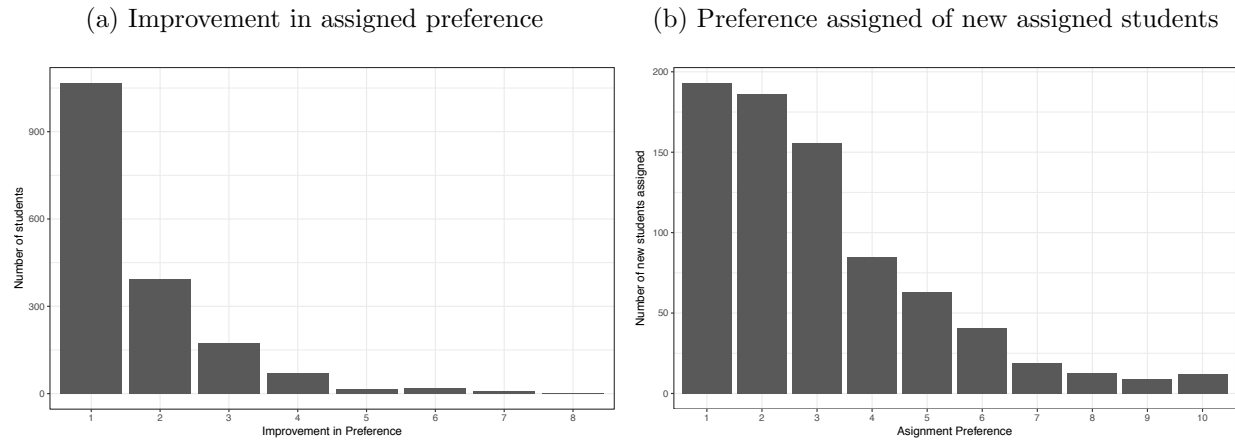 (a) Improvement in assigned preference
900
600
300
0
Number of students
1 2 3 4 5 6 7 8
Improvement in Preference
(b) Preference assigned of new assigned students
200
150
100
50
0
Number of new students assigned
1 2 3 4 5 6 7 8 9 10
Asignment Preference